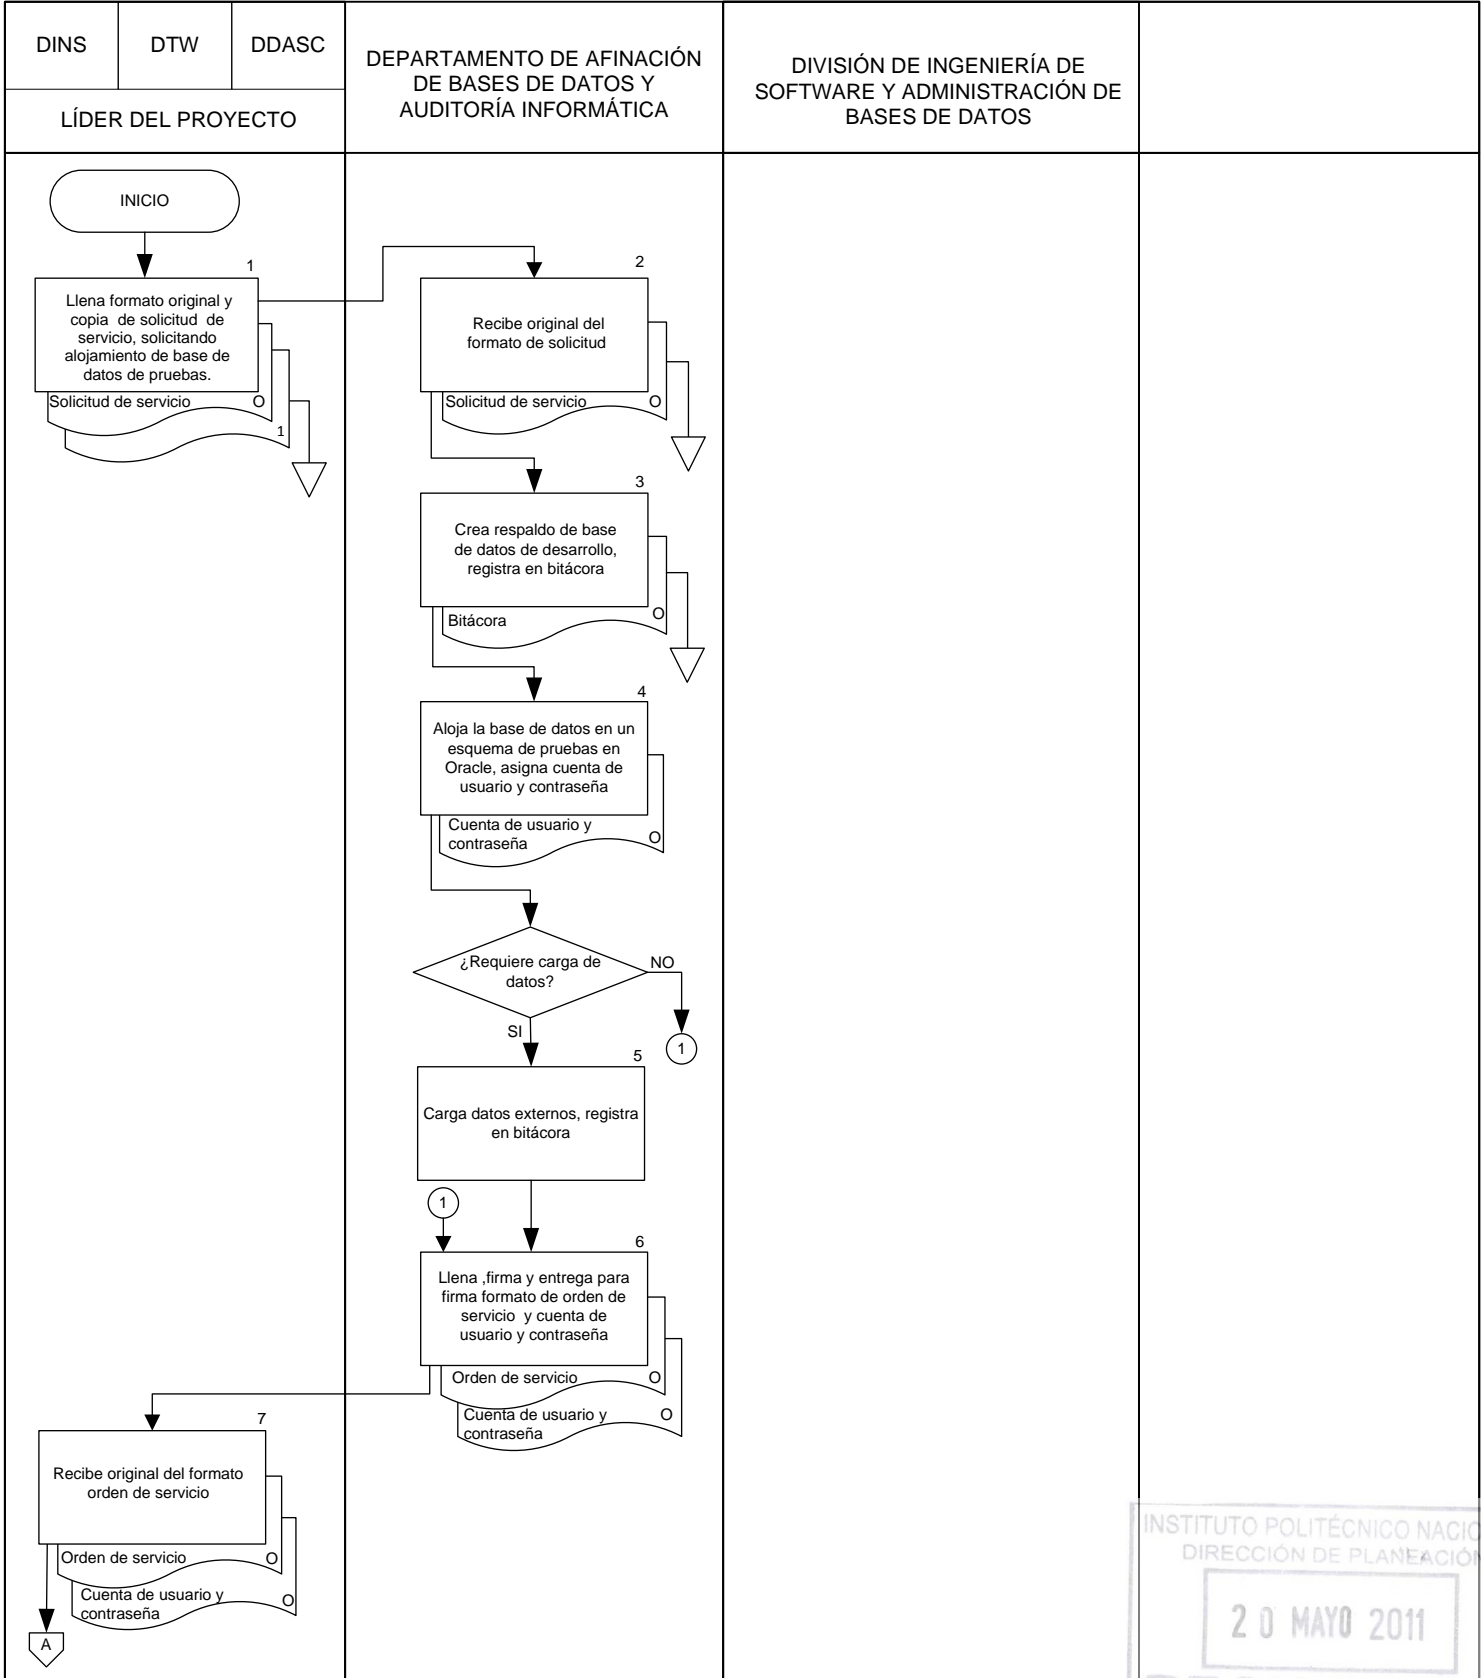 DINS
DTW
DDASC
LÍDER DEL PROYECTO
DEPARTAMENTO DE AFINACIÓN
DE BASES DE DATOS Y
AUDITORÍA INFORMÁTICA
DIVISIÓN DE INGENIERÍA DE
SOFTWARE Y ADMINISTRACIÓN DE
BASES DE DATOS
INICIO
1
Llena formato original y
copia de solicitud de
servicio, solicitando
alojamiento de base de
datos de pruebas.
Solicitud de servicio
O
1
2
Recibe original del
formato de solicitud
Solicitud de servicio
O
3
Crea respaldo de base
de datos de desarrollo,
registra en bitácora
Bitácora
O
4
Aloja la base de datos en un
esquema de pruebas en
Oracle, asigna cuenta de
usuario y contraseña
Cuenta de usuario y
contraseña
O
¿Requiere carga de
datos?
NO
1
SI
5
Carga datos externos, registra
en bitácora
1
6
Llena ,firma y entrega para
firma formato de orden de
servicio y cuenta de
usuario y contraseña
Orden de servicio
O
Cuenta de usuario y
contraseña
O
7
Recibe original del formato
orden de servicio
Orden de servicio
O
Cuenta de usuario y
contraseña
O
A
INSTITUTO POLITÉCNICO NACIO
DIRECCIÓN DE PLANEACIÓN
20 MAYO 2011